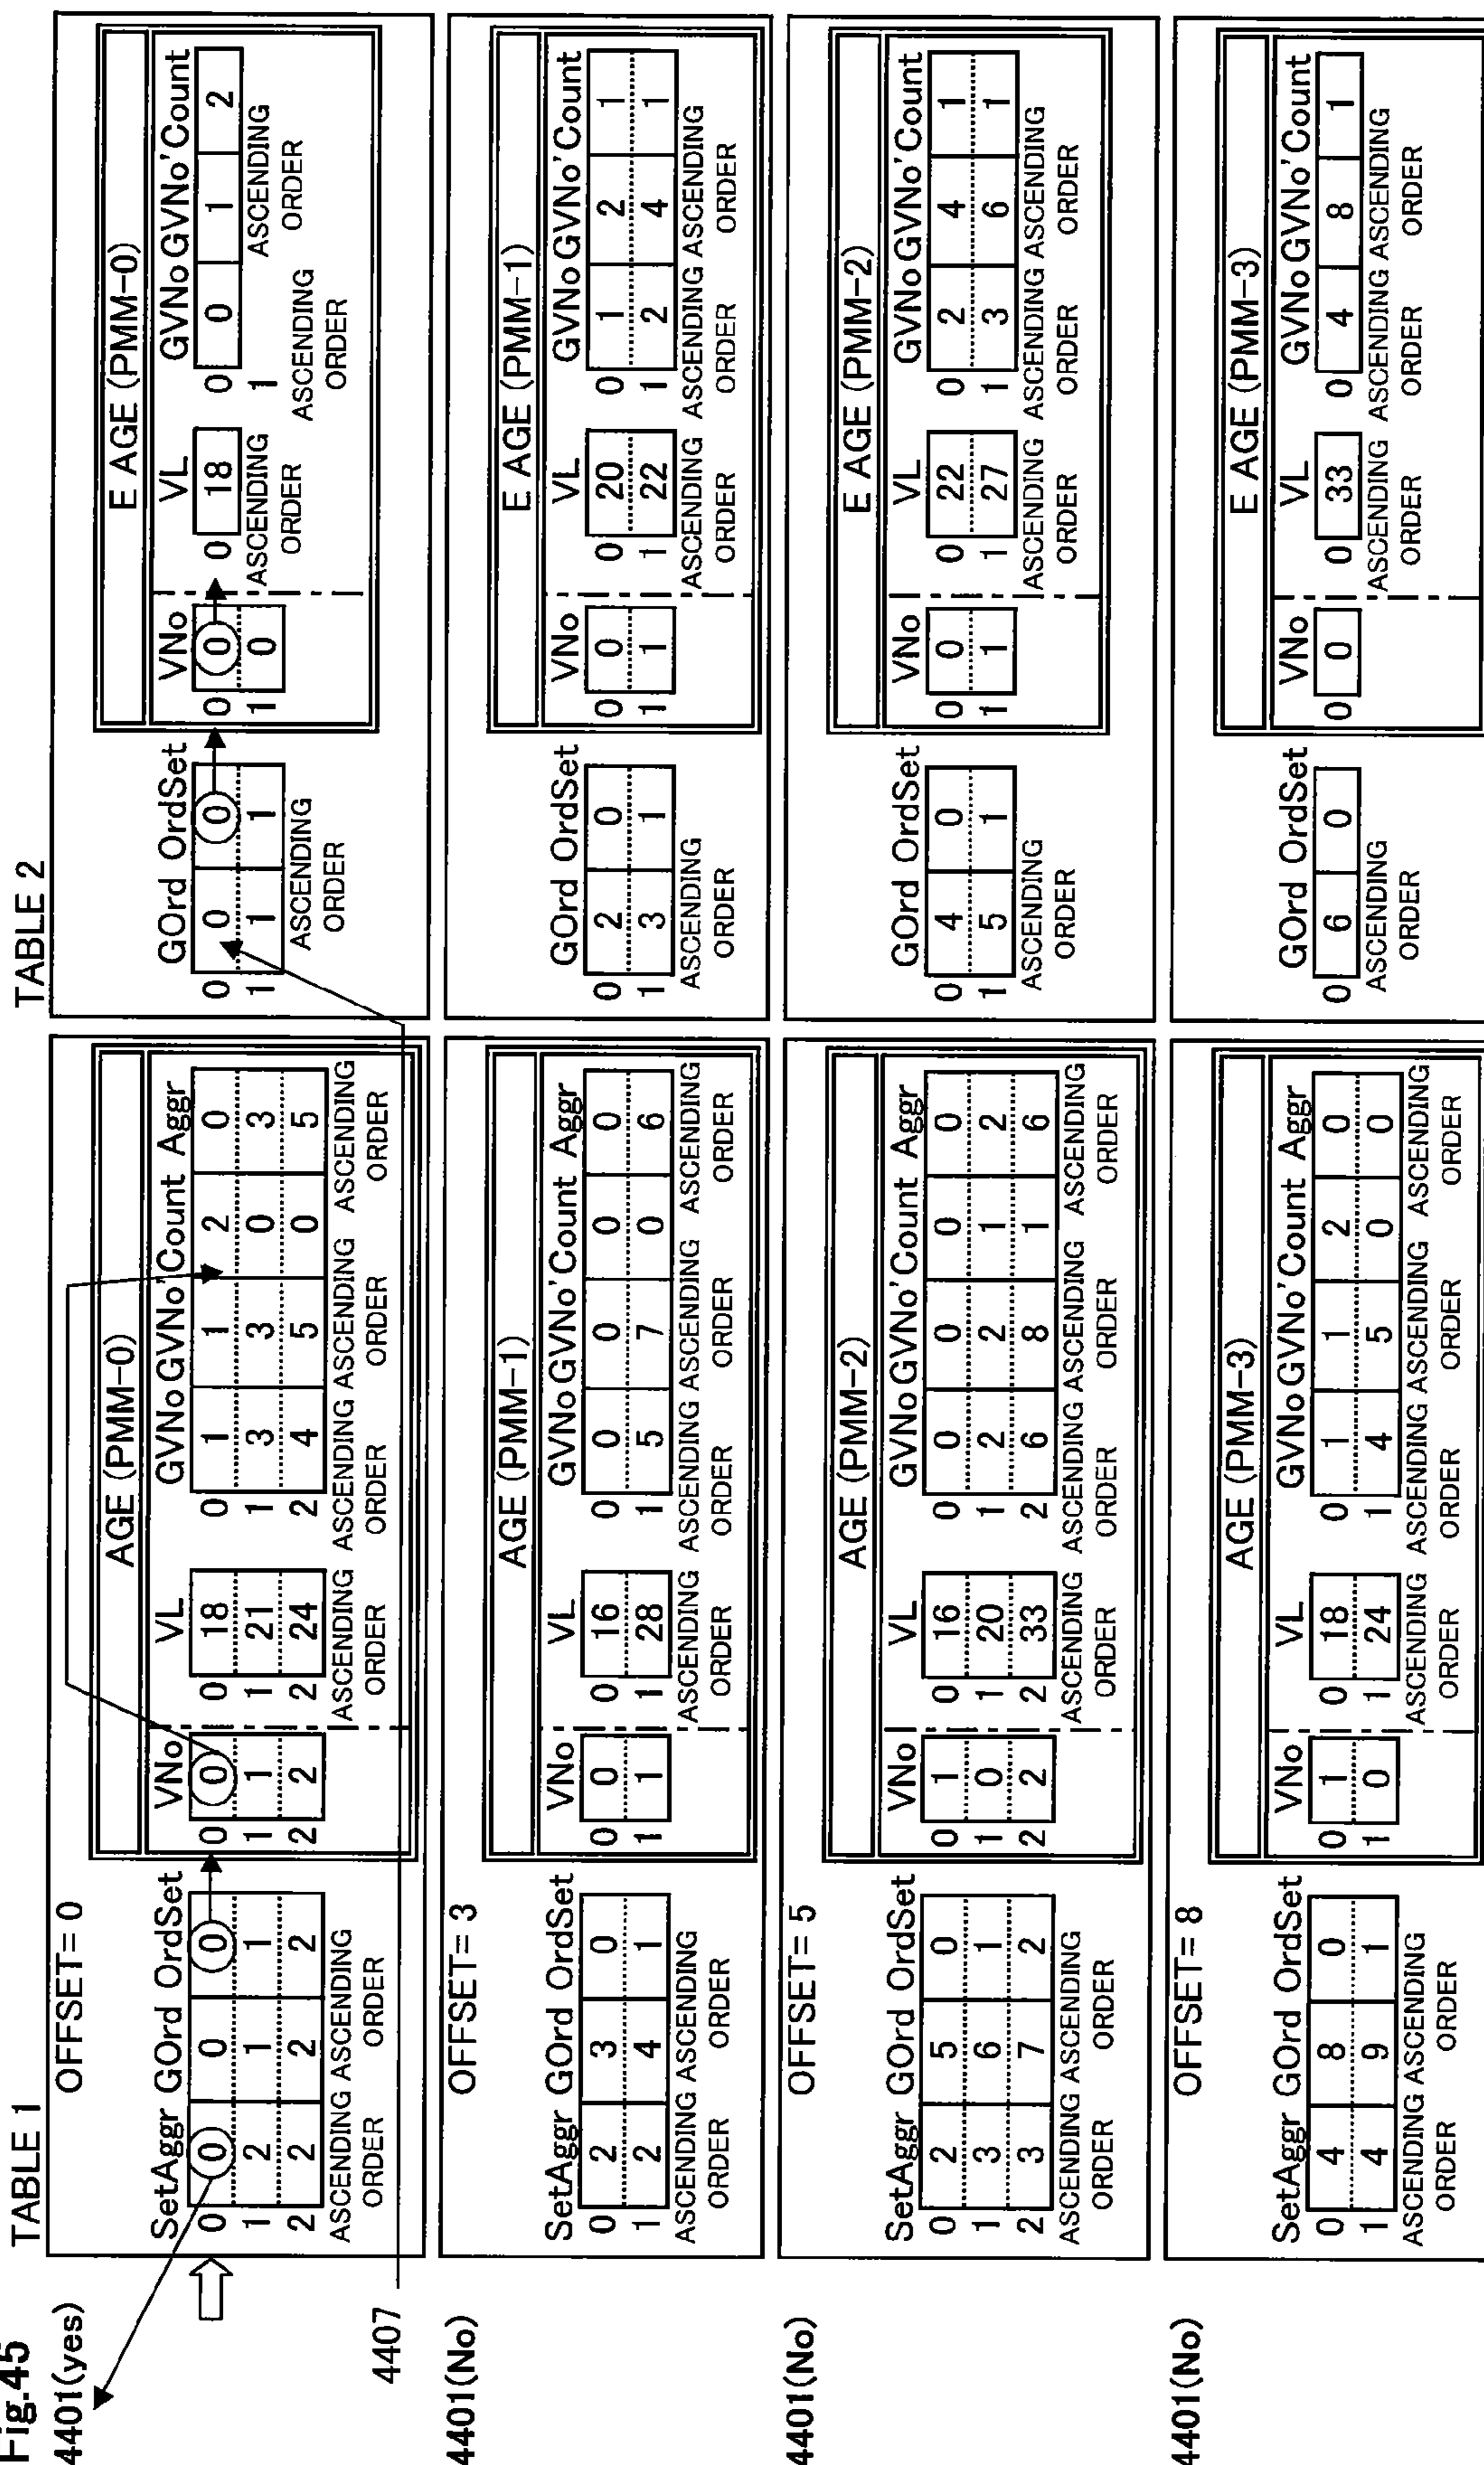 Fig.45
TABLE 1
TABLE 2
4401(yes)
OFFSET= 0
AGE (PMM-0)
SetAggr GOrd OrdSet VNo VL GVNo GVNo' Count Aggr
0 0 0 0 0 0 0 18 0 1 1 2 0
1 2 1 1 1 1 1 21 1 3 3 0 3
2 2 2 2 2 2 2 24 2 4 5 0 5
ASCENDING ASCENDING ASCENDING ASCENDING ASCENDING ASCENDING
ORDER ORDER ORDER ORDER ORDER ORDER
E AGE (PMM-0)
GOrd OrdSet VNo VL GVNo GVNo' Count
0 0 0 0 0 0 18 0 0 1 2
1 1 1 1 0 1
ASCENDING ASCENDING ASCENDING ASCENDING
ORDER ORDER ORDER ORDER
4407
4401(No)
OFFSET= 3
AGE (PMM-1)
SetAggr GOrd OrdSet VNo VL GVNo GVNo' Count Aggr
0 2 3 0 0 0 0 16 0 0 0 0 0
1 2 4 1 1 1 1 28 1 5 7 0 6
ASCENDING ASCENDING ASCENDING ASCENDING ASCENDING ASCENDING
ORDER ORDER ORDER ORDER ORDER ORDER
E AGE (PMM-1)
GOrd OrdSet VNo VL GVNo GVNo' Count
0 2 0 0 0 0 20 0 1 2 1
1 3 1 1 1 1 22 1 2 4 1
ASCENDING ASCENDING ASCENDING ASCENDING
ORDER ORDER ORDER ORDER
4401(No)
OFFSET= 5
AGE (PMM-2)
SetAggr GOrd OrdSet VNo VL GVNo GVNo' Count Aggr
0 2 5 0 0 1 0 16 0 0 0 0 0
1 3 6 1 1 0 1 20 1 2 2 1 2
2 3 7 2 2 2 2 33 2 6 8 1 6
ASCENDING ASCENDING ASCENDING ASCENDING ASCENDING ASCENDING
ORDER ORDER ORDER ORDER ORDER ORDER
E AGE (PMM-2)
GOrd OrdSet VNo VL GVNo GVNo' Count
0 4 0 0 0 0 22 0 2 4 1
1 5 1 1 1 1 27 1 3 6 1
ASCENDING ASCENDING ASCENDING ASCENDING
ORDER ORDER ORDER ORDER
4401(No)
OFFSET= 8
AGE (PMM-3)
SetAggr GOrd OrdSet VNo VL GVNo GVNo' Count Aggr
0 4 8 0 0 1 0 18 0 1 1 2 0
1 4 9 1 1 0 1 24 1 4 5 0 0
ASCENDING ASCENDING ASCENDING ASCENDING ASCENDING ASCENDING
ORDER ORDER ORDER ORDER ORDER ORDER
E AGE (PMM-3)
GOrd OrdSet VNo VL GVNo GVNo' Count
0 6 0 0 0 0 33 0 4 8 1
ASCENDING ASCENDING ASCENDING ASCENDING
ORDER ORDER ORDER ORDER